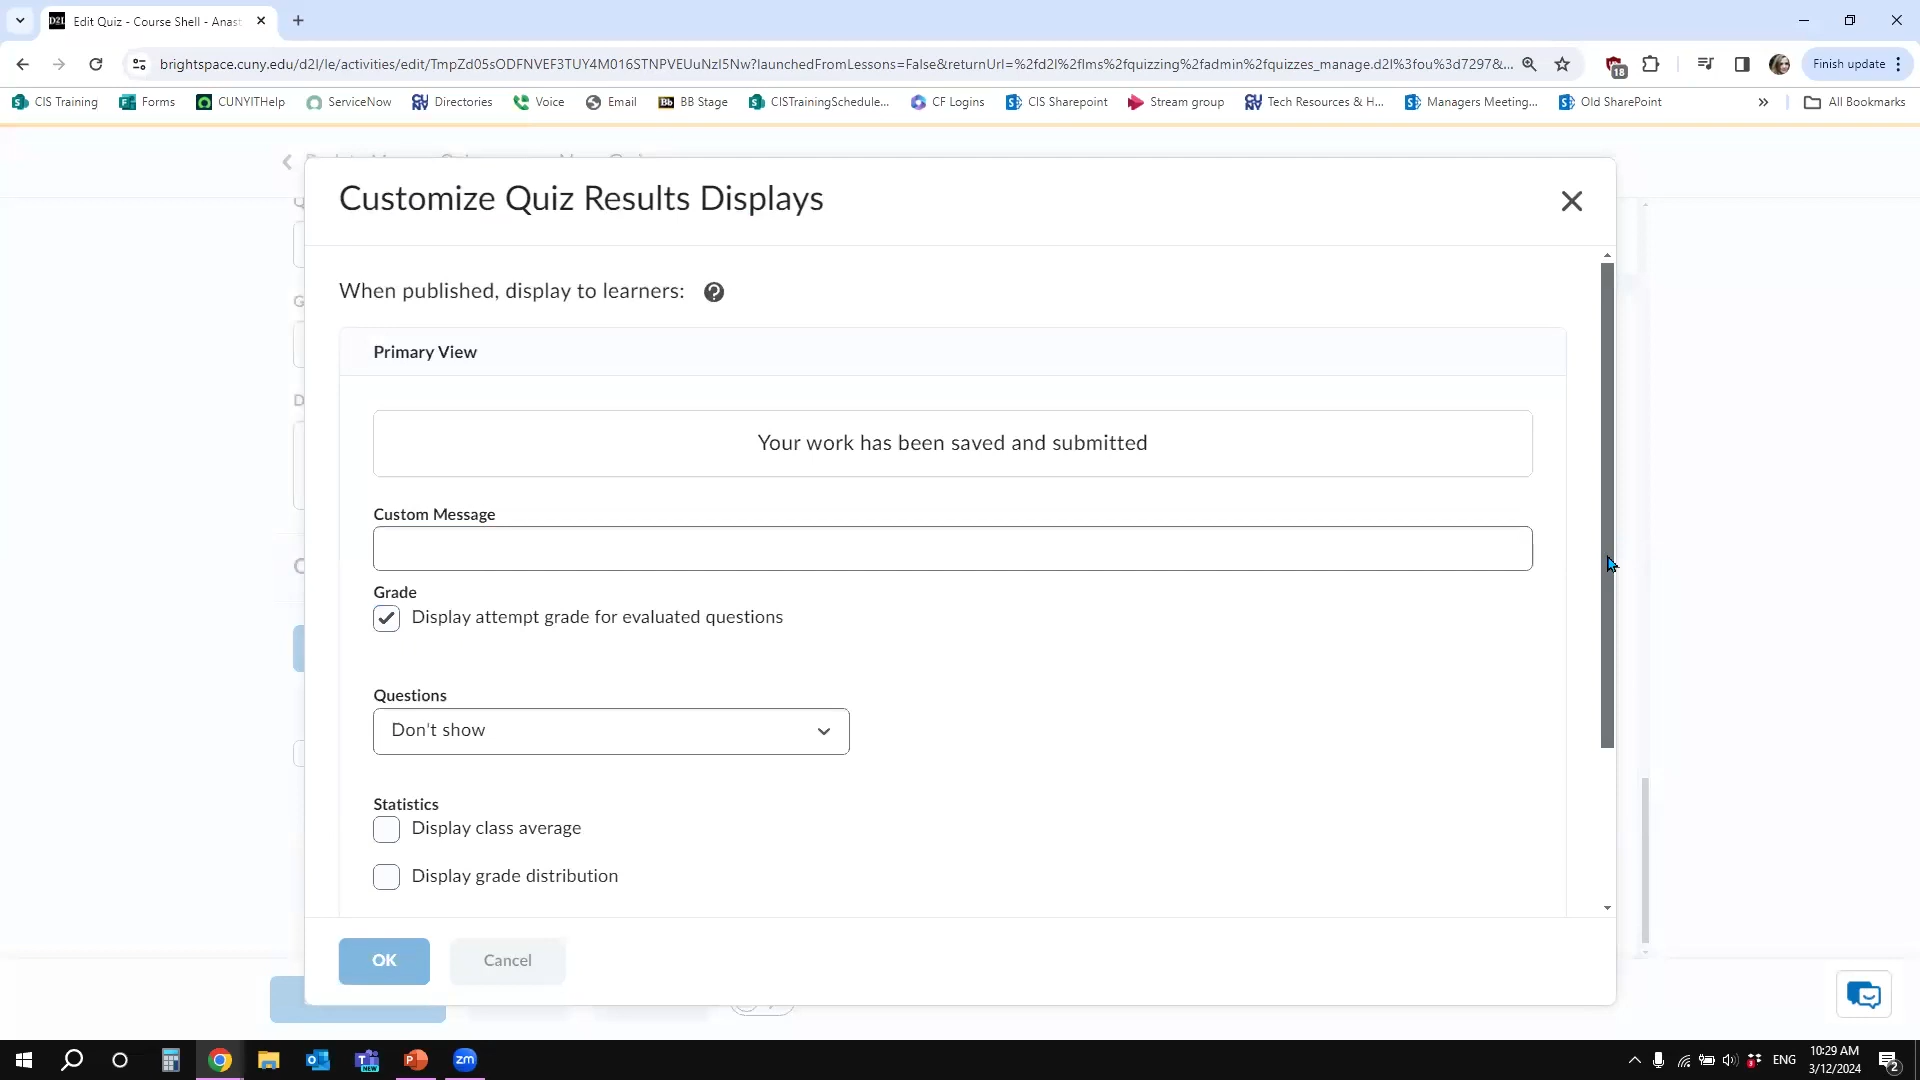 Edit Quiz - Course Shell - Anast
brightspace.cuny.edu/d2l/le/activities/edit/TmpZd05sODFNVEF3TUY4M016STNPVEUuNzI5Nw?launchedFromLessons=False&returnUrl=%2fd2l%2flms%2fquizzing%2fadmin%2fquizzes_manage.d2l%3fou%3d7297&...
18
Finish update
CIS Training
Forms
CUNYITHelp
ServiceNow
Directories
Voice
Email
BB Stage
CISTrainingSchedule...
CF Logins
CIS Sharepoint
Stream group
Tech Resources & H...
Managers Meeting...
Old SharePoint
All Bookmarks
Customize Quiz Results Displays
When published, display to learners:
Primary View
Your work has been saved and submitted
Custom Message
Grade
Display attempt grade for evaluated questions
Questions
Don't show
Statistics
Display class average
Display grade distribution
OK
Cancel
ENG
10:29 AM
3/12/2024
2